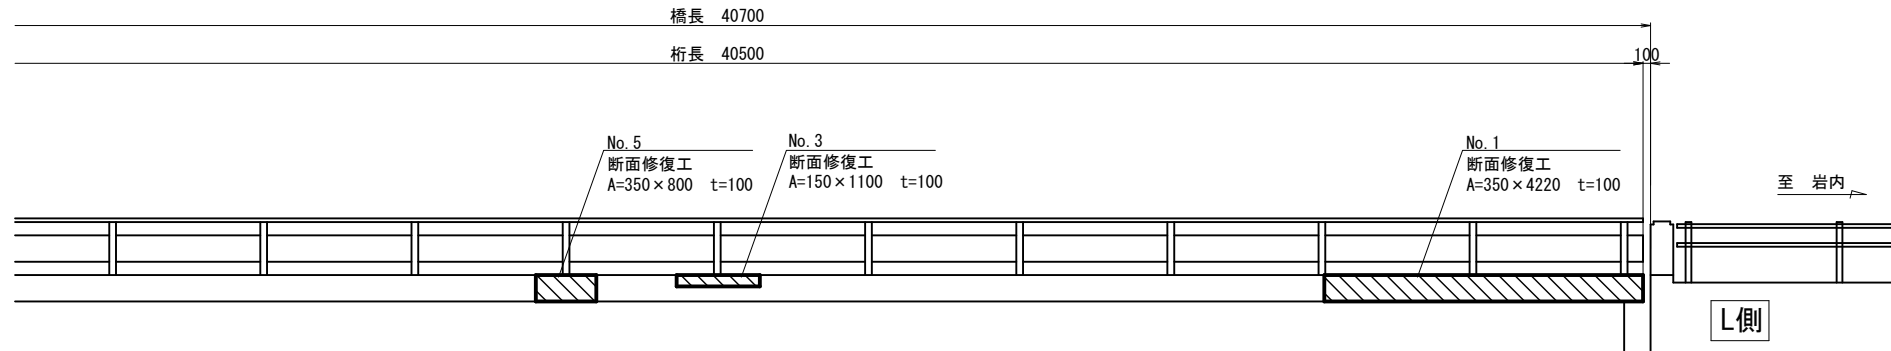 橋長 40700
桁長 40500
100
No.5
断面修復工
A=350×800 t=100
No.3
断面修復工
A=150×1100 t=100
No.1
断面修復工
A=350×4220 t=100
至 岩内
L側